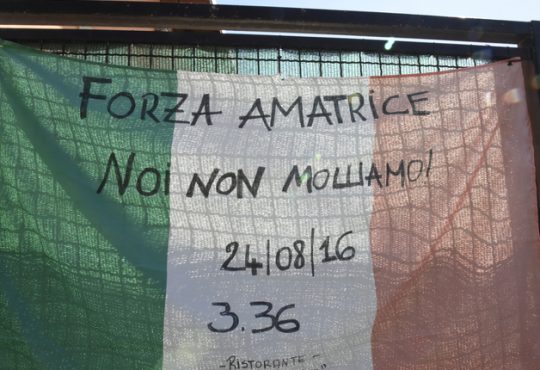 FORZA AMATRICE
NOI NON MOLLIAMO!
24/08/16
3.36
-RISTORANTE-